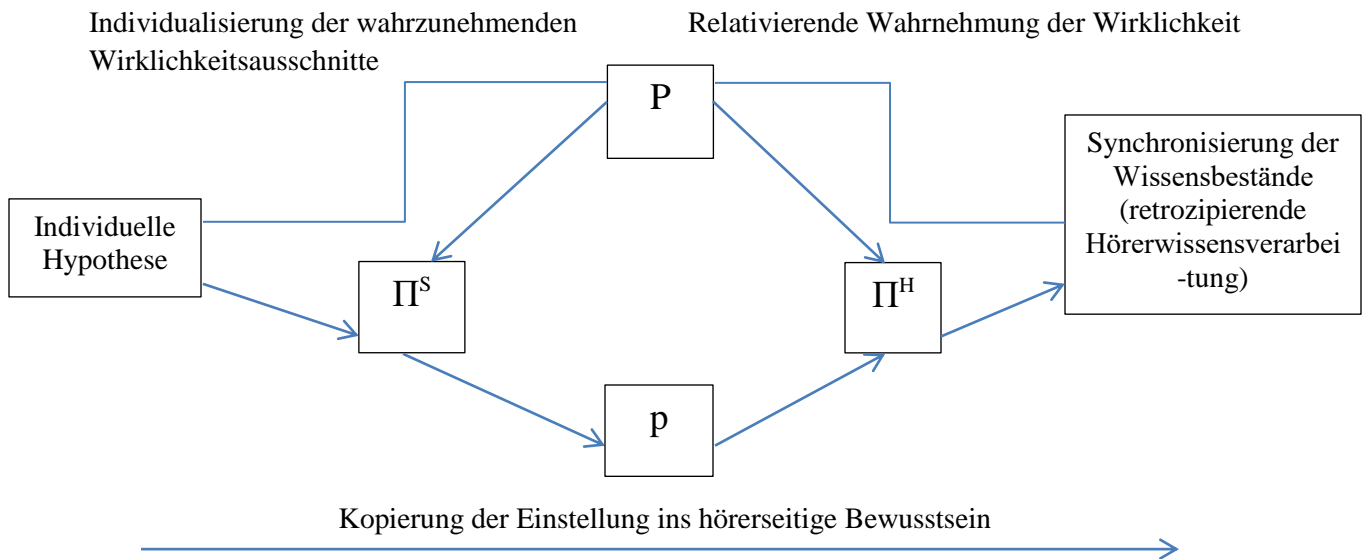 Individualisierung der wahrzunehmenden
Wirklichkeitsausschnitte
Relativierende Wahrnehmung der Wirklichkeit
P
Synchronisierung der
Wissensbestände
(retrozipierende
Hörerwissensverarbei
-tung)
Individuelle
Hypothese
Π^S
Π^H
p
Kopierung der Einstellung ins hörerseitige Bewusstsein